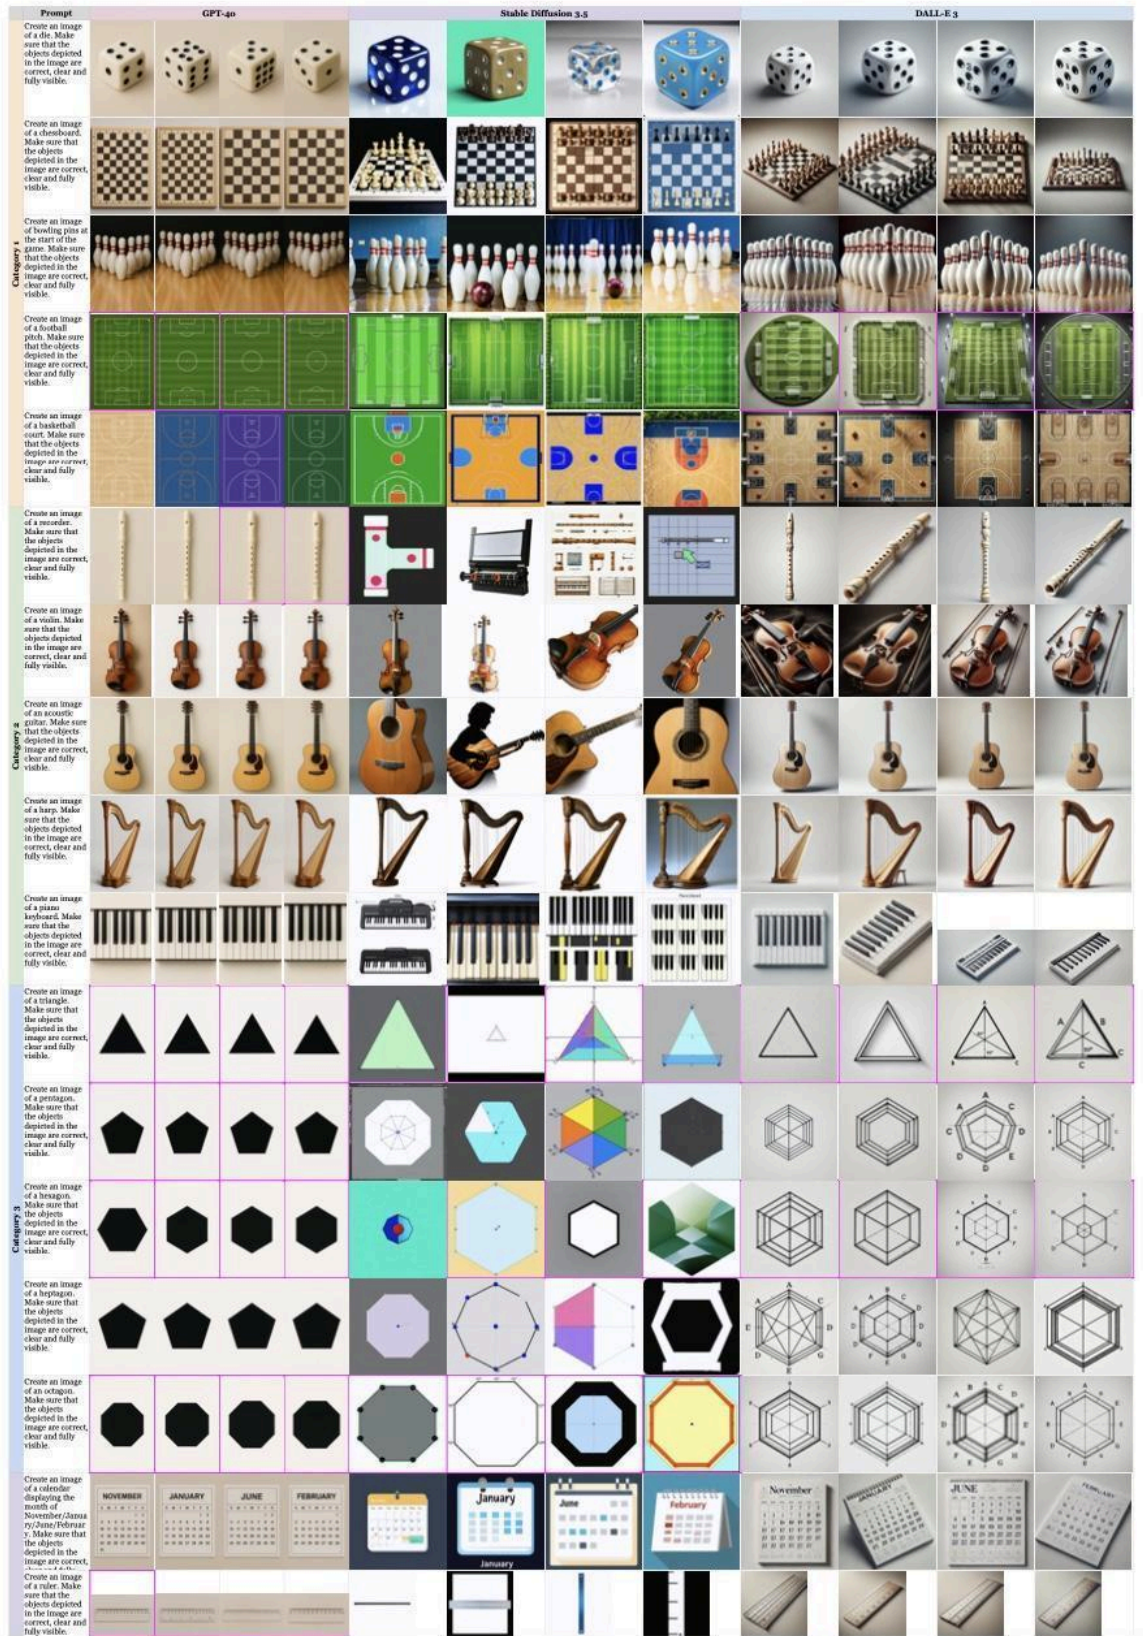 Prompt
GPT-4o
Stable Diffusion 3.5
DALL-E 3
Category 1
Create an image
of a die. Make
sure that the
objects depicted
in the image are
correct, clear and
fully visible.
Create an image
of a chessboard.
Make sure that
the objects
depicted in the
image are correct,
clear and fully
visible.
Create an image
of bowling pins at
the start of the
game. Make sure
that the objects
depicted in the
image are correct,
clear and fully
visible.
Create an image
of a football
pitch. Make sure
that the objects
depicted in the
image are correct,
clear and fully
visible.
Create an image
of a basketball
court. Make sure
that the objects
depicted in the
image are correct,
clear and fully
visible.
Category 2
Create an image
of a recorder.
Make sure that
the objects
depicted in the
image are correct,
clear and fully
visible.
Create an image
of a violin. Make
sure that the
objects depicted
in the image are
correct, clear and
fully visible.
Create an image
of an acoustic
guitar. Make sure
that the objects
depicted in the
image are correct,
clear and fully
visible.
Create an image
of a harp. Make
sure that the
objects depicted
in the image are
correct, clear and
fully visible.
Create an image
of a piano
keyboard. Make
sure that the
objects depicted
in the image are
correct, clear and
fully visible.
Category 3
Create an image
of a triangle.
Make sure that
the objects
depicted in the
image are correct,
clear and fully
visible.
Create an image
of a pentagon.
Make sure that
the objects
depicted in the
image are correct,
clear and fully
visible.
Create an image
of a hexagon.
Make sure that
the objects
depicted in the
image are correct,
clear and fully
visible.
Create an image
of a heptagon.
Make sure that
the objects
depicted in the
image are correct,
clear and fully
visible.
Create an image
of an octagon.
Make sure that
the objects
depicted in the
image are correct,
clear and fully
visible.
Create an image
of a calendar
displaying the
month of
November/Janua
ry/June/Februar
y. Make sure that
the objects
depicted in the
image are correct,
NOVEMBER
JANUARY
JUNE
FEBRUARY
January
January
June
February
November
JANUARY
JUNE
FEBRUARY
Create an image
of a ruler. Make
sure that the
objects depicted
in the image are
correct, clear and
fully visible.